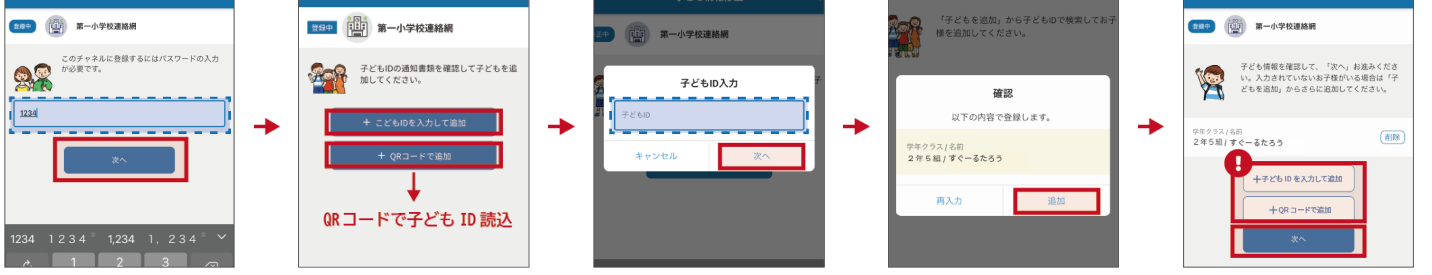 登録中
第一小学校連絡網
このチャネルに登録するにはパスワードの入力
が必要です。
1234
次へ
1234 1234 1,234 1, 234
1 2 3
登録中
第一小学校連絡網
子どもIDの通知書類を確認して子どもを追
加してください。
+ こどもIDを入力して追加
+ QRコードで追加
QRコードで子ども ID 読込
第一小学校連絡網
子どもID入力
子どもID
キャンセル
次へ
「子どもを追加」から子どもIDで検索してお子
様を追加してください。
確認
以下の内容で登録します。
学年クラス / 名前
2年5組 / すぐーるたろう
再入力
追加
登録中
第一小学校連絡網
子ども情報を確認して、「次へ」お進みくださ
い。入力されていないお子様がいる場合は「子
どもを追加」からさらに追加してください。
学年クラス / 名前
2年5組 / すぐーるたろう
削除
!
+子ども ID を入力して追加
+QRコードで追加
次へ